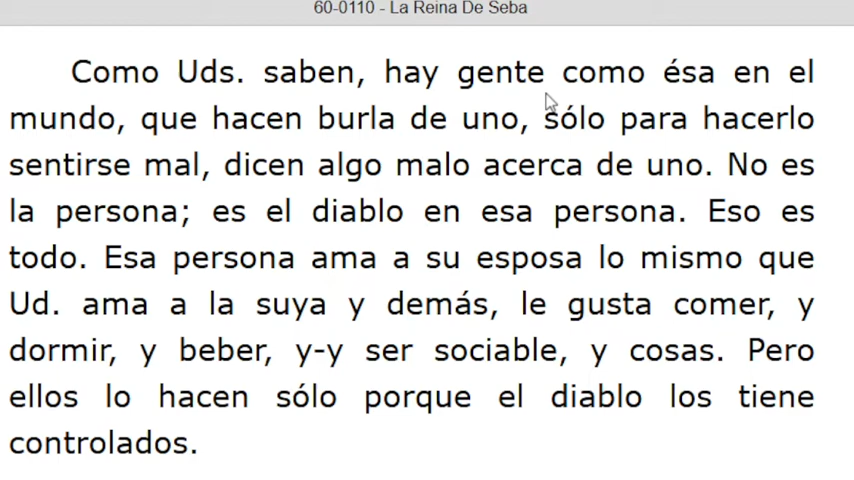 60-0110 - La Reina De Seba
Como Uds. saben, hay gente como ésa en el
mundo, que hacen burla de uno, sólo para hacerlo
sentirse mal, dicen algo malo acerca de uno. No es
la persona; es el diablo en esa persona. Eso es
todo. Esa persona ama a su esposa lo mismo que
Ud. ama a la suya y demás, le gusta comer, y
dormir, y beber, y-y ser sociable, y cosas. Pero
ellos lo hacen sólo porque el diablo los tiene
controlados.